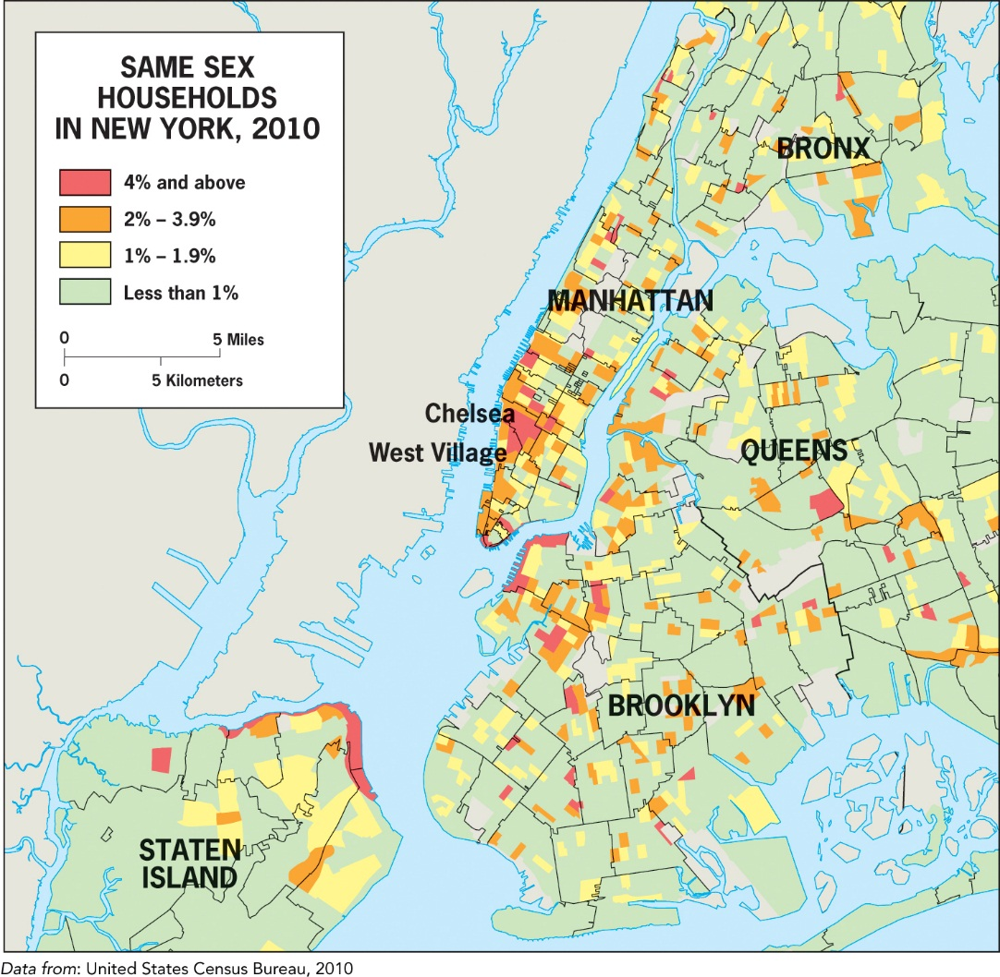 SAME SEX
HOUSEHOLDS
IN NEW YORK, 2010
4% and above
2% – 3.9%
1% – 1.9%
Less than 1%
0 5 Miles
0 5 Kilometers
BRONX
MANHATTAN
Chelsea
West Village
QUEENS
BROOKLYN
STATEN
ISLAND
Data from: United States Census Bureau, 2010